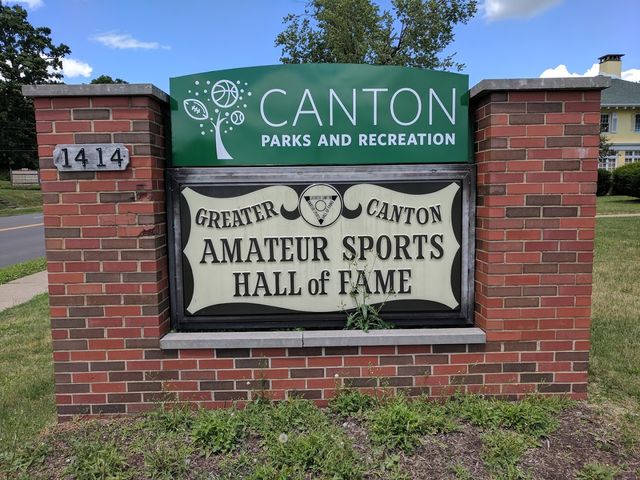 CANTON
PARKS AND RECREATION
1414
GREATER CANTON
AMATEUR SPORTS
HALL of FAME